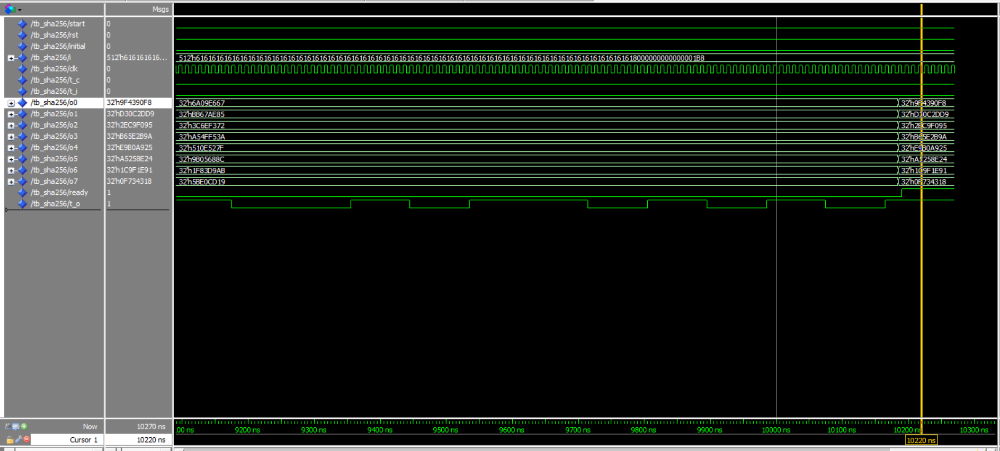 Msgs
/tb_sha256/start 0
/tb_sha256/rst 0
/tb_sha256/initial 0
/tb_sha256/i 512'h616161616... 512'h616161616161616161616161616161616161616161616161616161616161616161616161616161616161616161616161616161616161618000000000000001B8
/tb_sha256/clk 0
/tb_sha256/t_c 0
/tb_sha256/t_i 0
/tb_sha256/o0 32'h9F4390F8 32'h6A09E667 32'h9F4390F8
/tb_sha256/o1 32'hD30C2DD9 32'hBB67AE85 32'hD30C2DD9
/tb_sha256/o2 32'h2EC9F095 32'h3C6EF372 32'h2EC9F095
/tb_sha256/o3 32'hB65E2B9A 32'hA54FF53A 32'hB65E2B9A
/tb_sha256/o4 32'hE9B0A925 32'h510E527F 32'hE9B0A925
/tb_sha256/o5 32'hA5258E24 32'h9B05688C 32'hA5258E24
/tb_sha256/o6 32'h1C9F1E91 32'h1F83D9AB 32'h1C9F1E91
/tb_sha256/o7 32'h0F734318 32'h5BE0CD19 32'h0F734318
/tb_sha256/ready 1
/tb_sha256/t_o 1
Now 10270 ns .00 ns 9200 ns 9300 ns 9400 ns 9500 ns 9600 ns 9700 ns 9800 ns 9900 ns 10000 ns 10100 ns 10200 ns 10300 ns
Cursor 1 10220 ns 10220 ns